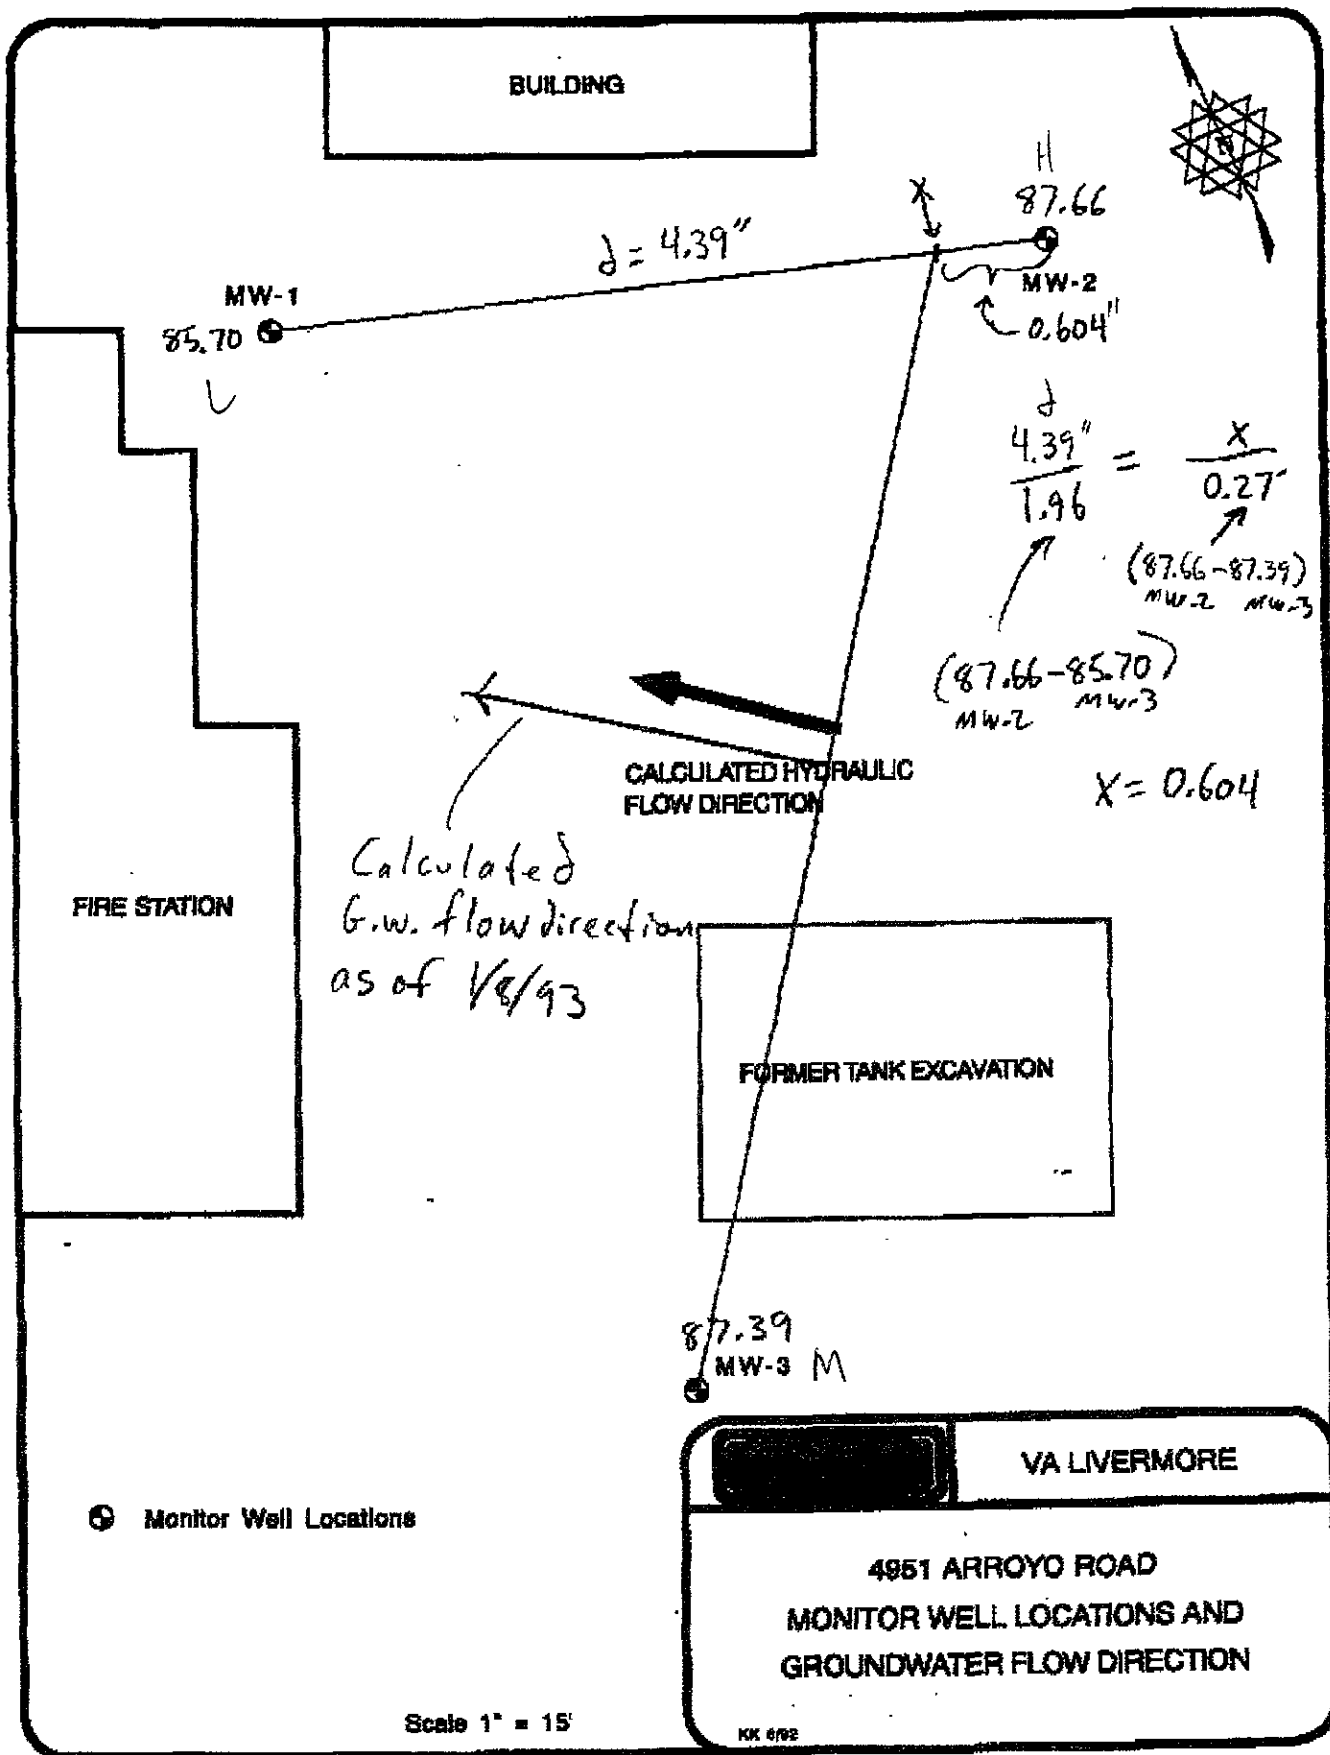 BUILDING
H
87.66
x
d = 4.39"
MW-1
MW-2
85.70
0.604"
L
d
4.39" = x
1.96 0.27'
(87.66-87.39)
MW-2 MW-3
(87.66-85.70)
MW-2 MW-3
CALCULATED HYDRAULIC
FLOW DIRECTION
X = 0.604
Calculated
G.W. flow direction
as of 1/8/93
FIRE STATION
FORMER TANK EXCAVATION
87.39
MW-3 M
VA LIVERMORE
Monitor Well Locations
4951 ARROYO ROAD
MONITOR WELL LOCATIONS AND
GROUNDWATER FLOW DIRECTION
Scale 1" = 15'
KK 6/92